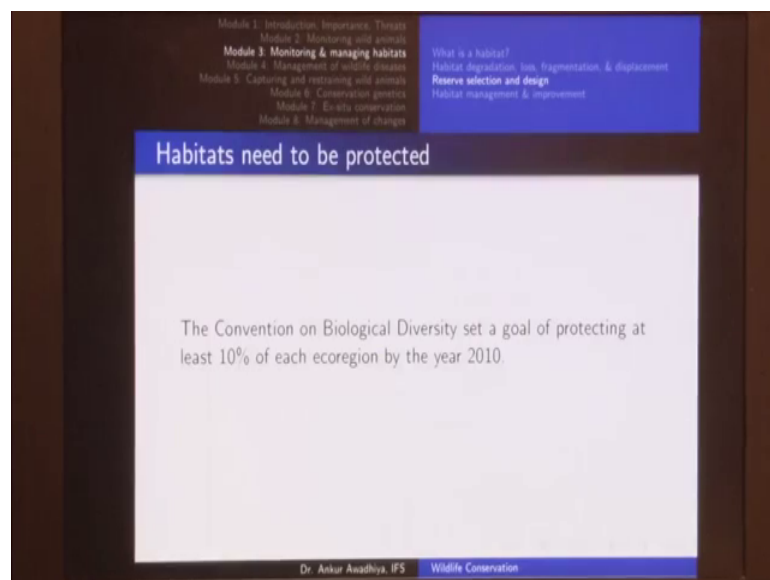 Module 1: Introduction, Importance, Threats
Module 2: Monitoring wild animals
Module 3: Monitoring & managing habitats
Module 4: Management of wildlife diseases
Module 5: Capturing and restraining wild animals
Module 6: Conservation genetics
Module 7: Ex-situ conservation
Module 8: Management of changes
What is a habitat?
Habitat degradation, loss, fragmentation, & displacement
Reserve selection and design
Habitat management & improvement
Habitats need to be protected
The Convention on Biological Diversity set a goal of protecting at
least 10% of each ecoregion by the year 2010.
Dr. Ankur Awadhiya, IFS
Wildlife Conservation